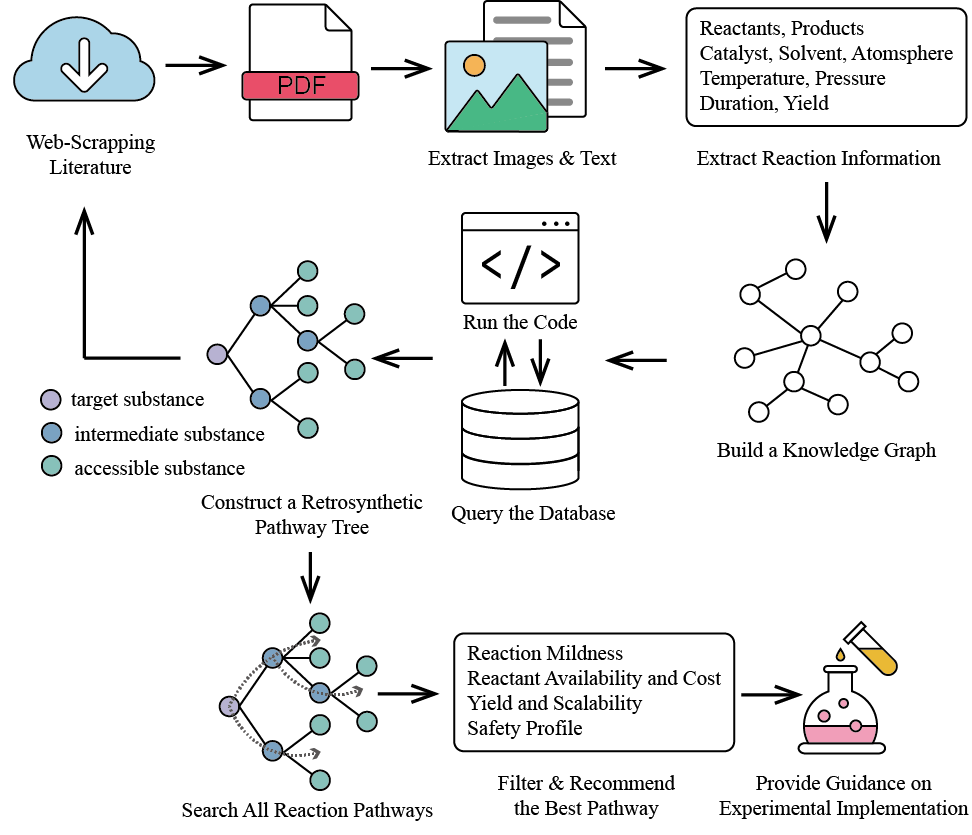 PDF
Reactants, Products
Catalyst, Solvent, Atomsphere
Temperature, Pressure
Duration, Yield
Web-Scrapping
Literature
Extract Images & Text
Extract Reaction Information
</>
Run the Code
target substance
intermediate substance
accessible substance
Build a Knowledge Graph
Construct a Retrosynthetic
Pathway Tree
Query the Database
Reaction Mildness
Reactant Availability and Cost
Yield and Scalability
Safety Profile
Search All Reaction Pathways
Filter & Recommend
the Best Pathway
Provide Guidance on
Experimental Implementation